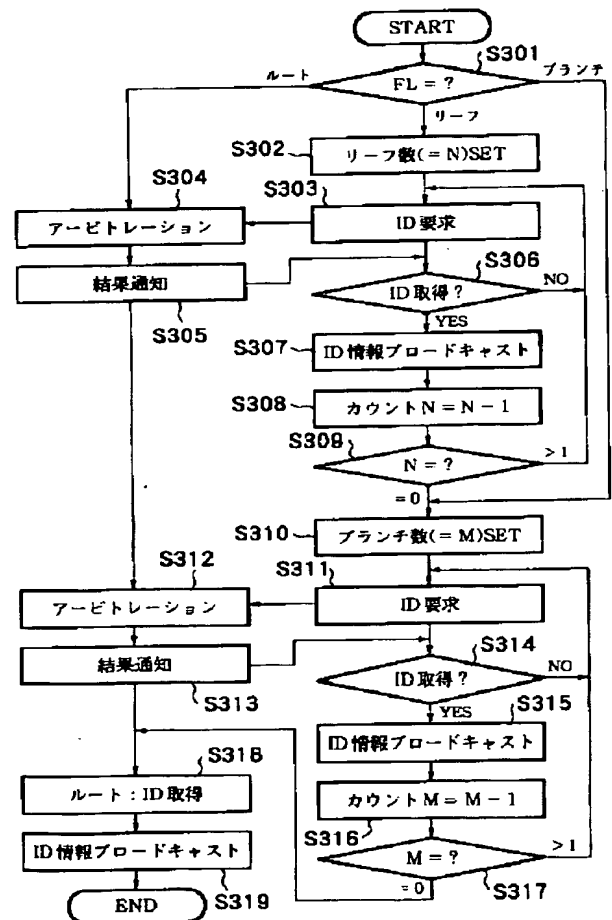 START
S301
ルート
ブランチ
FL = ?
リーフ
S302
リーフ数(= N)SET
S304
S303
アービトレーション
ID 要求
S306
結果通知
S305
ID 取得 ?
NO
YES
S307
ID 情報ブロードキャスト
S308
カウント N = N − 1
S309
N = ?
> 1
= 0
S310
ブランチ数(= M)SET
S312
S311
アービトレーション
ID 要求
S314
結果通知
S313
ID 取得 ?
NO
YES
S315
ID 情報ブロードキャスト
S318
ルート : ID 取得
カウント M = M − 1
S316
ID 情報ブロードキャスト
S319
M = ?
> 1
S317
= 0
END